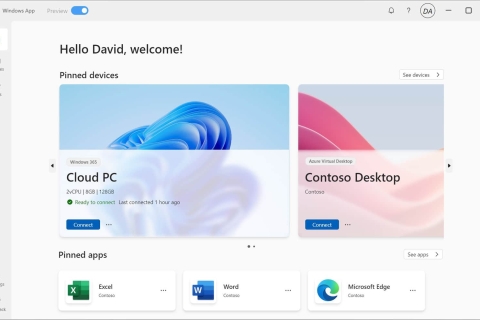 Windows App
Preview
?
DA
Hello David, welcome!
Pinned devices
See devices
Windows 365
Cloud PC
2vCPU | 8GB | 128GB
Ready to connect Last connected 1 hour ago
Connect
Azure Virtual Desktop
Contoso Desktop
Contoso
Connect
Pinned apps
See apps
Excel
Contoso
Word
Contoso
Microsoft Edge
Contoso